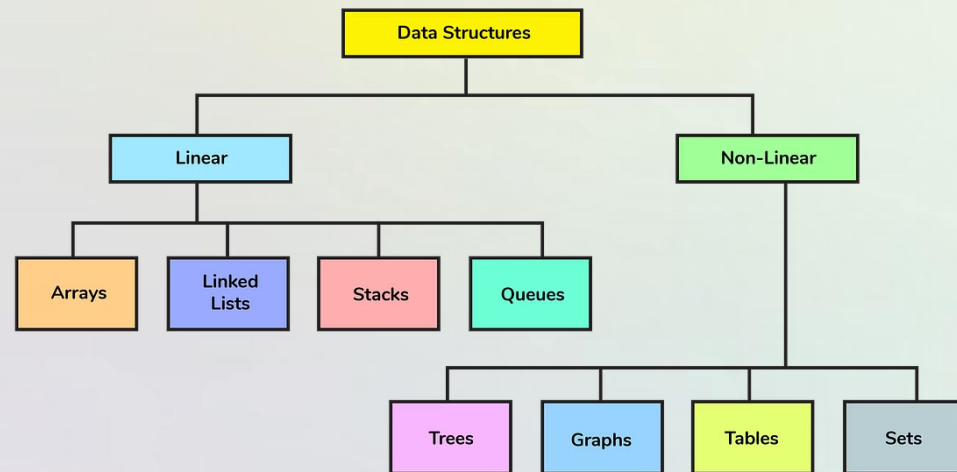 Data Structures
Linear
Non-Linear
Arrays
Linked
Lists
Stacks
Queues
Trees
Graphs
Tables
Sets